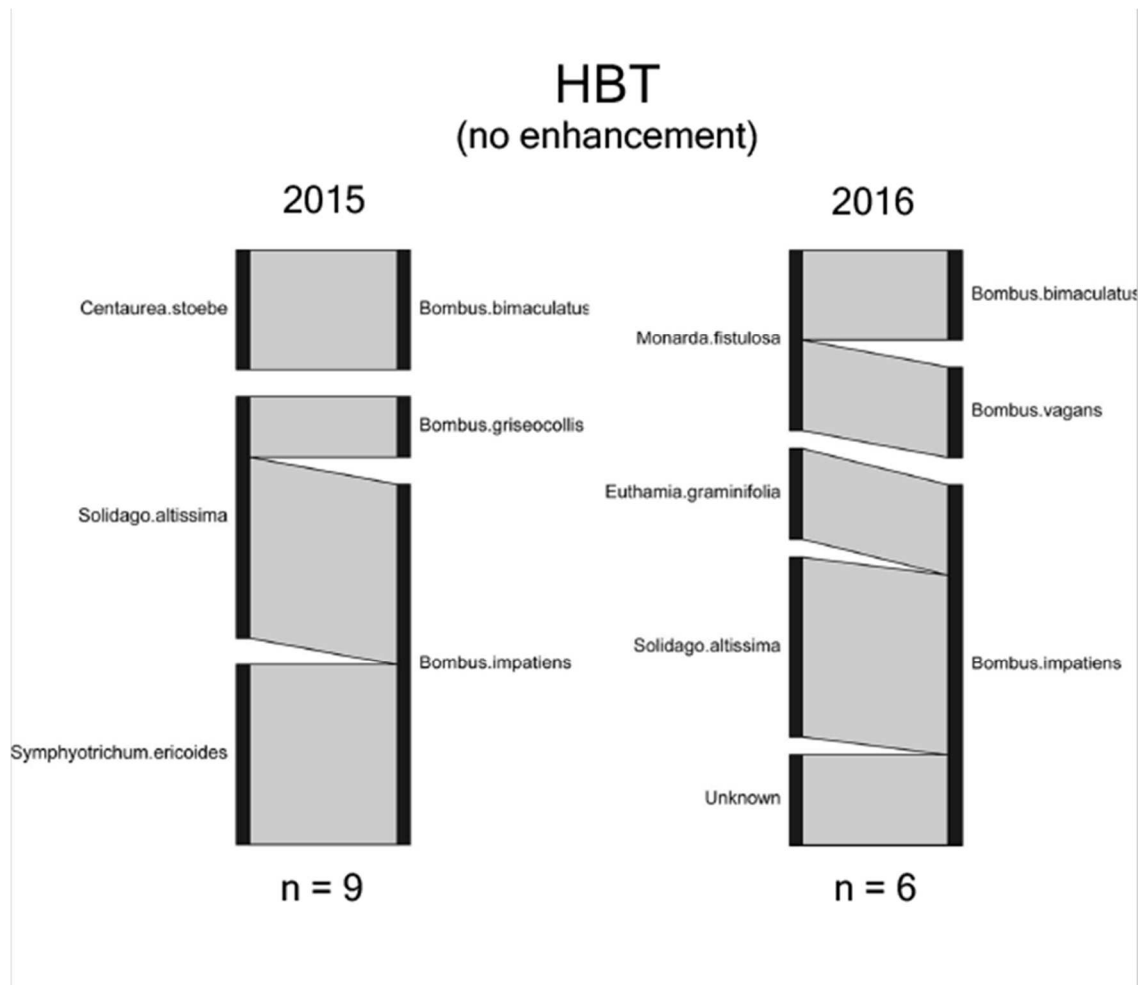 HBT
(no enhancement)
2015
Centaurea.stoebe
Bombus.bimaculatus
Bombus.griseocollis
Solidago.altissima
Bombus.impatiens
Symphyotrichum.ericoides
n = 9
2016
Bombus.bimaculatus
Monarda.fistulosa
Bombus.vagans
Euthamia.graminifolia
Solidago.altissima
Bombus.impatiens
Unknown
n = 6